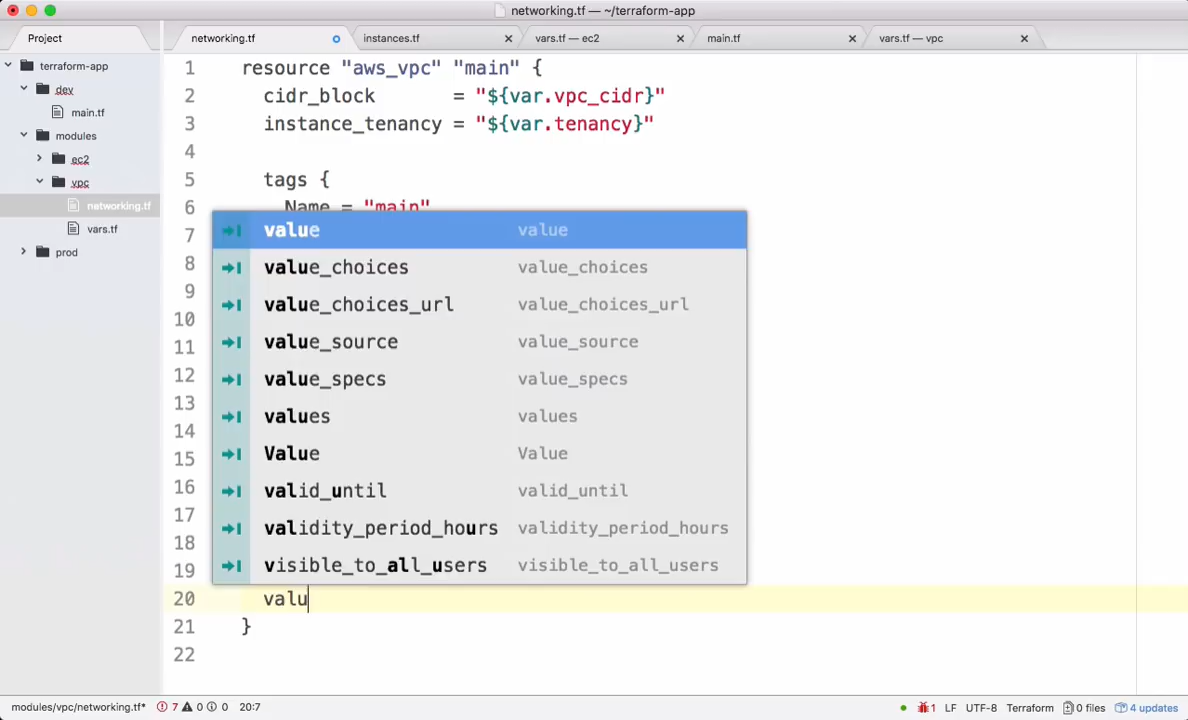 networking.tf — ~/terraform-app
Project
networking.tf
instances.tf
vars.tf — ec2
main.tf
vars.tf — vpc
terraform-app
dev
main.tf
modules
ec2
vpc
networking.tf
vars.tf
prod
1 resource "aws_vpc" "main" {
2 cidr_block = "${var.vpc_cidr}"
3 instance_tenancy = "${var.tenancy}"
4
5 tags {
6 Name = "main"
7
8
9
10
11
12
13
14
15
16
17
18
19
value value
value_choices value_choices
value_choices_url value_choices_url
value_source value_source
value_specs value_specs
values values
Value Value
valid_until valid_until
validity_period_hours validity_period_hours
visible_to_all_users visible_to_all_users
20 valu
21 }
22
modules/vpc/networking.tf* 7 0 0 20:7
1 LF UTF-8 Terraform 0 files 4 updates